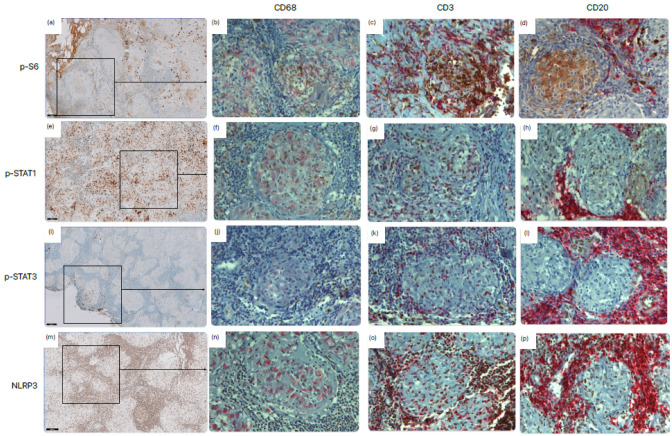 CD68 CD3 CD20
p-S6 (a) (b) (c) (d)
p-STAT1 (e) (f) (g) (h)
p-STAT3 (i) (j) (k) (l)
NLRP3 (m) (n) (o) (p)